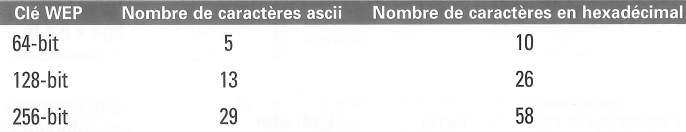 Clé WEP Nombre de caractères ascii Nombre de caractères en hexadécimal
64-bit 5 10
128-bit 13 26
256-bit 29 58